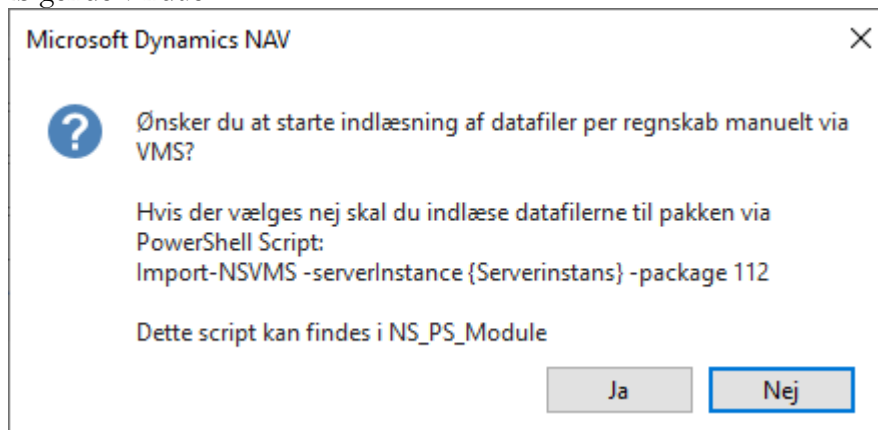 Microsoft Dynamics NAV
Ønsker du at starte indlæsning af datafiler per regnskab manuelt via
VMS?
Hvis der vælges nej skal du indlæse datafilerne til pakken via
PowerShell Script:
Import-NSVMS -serverInstance {Serverinstans} -package 112
Dette script kan findes i NS_PS_Module
Ja
Nej